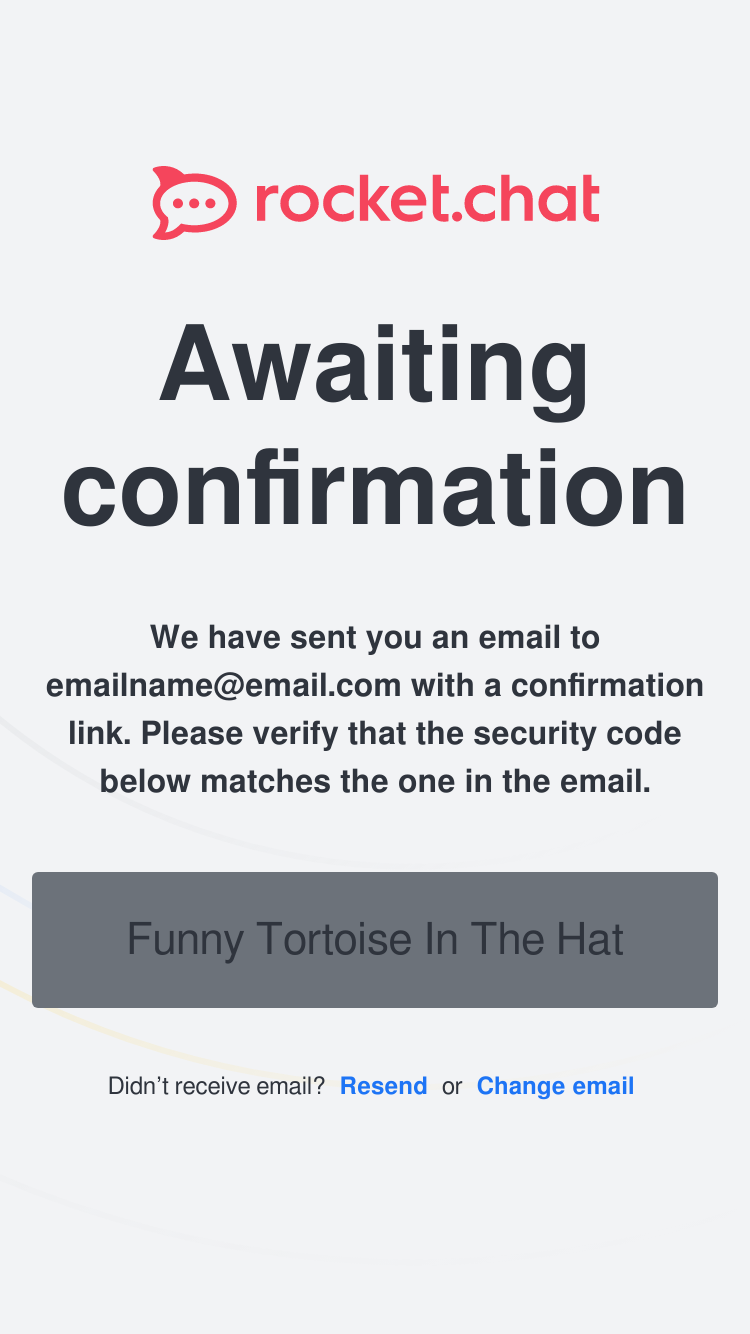 rocket.chat
Awaiting
confirmation
We have sent you an email to
emailname@email.com with a confirmation
link. Please verify that the security code
below matches the one in the email.
Funny Tortoise In The Hat
Didn’t receive email? Resend or Change email